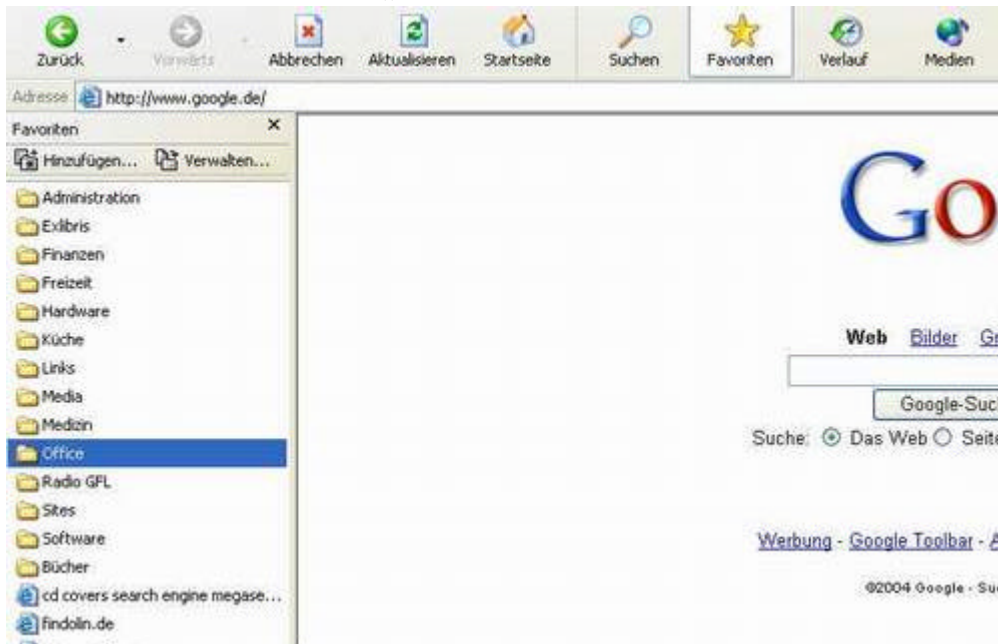 Zurück Vorwärts Abbrechen Aktualisieren Startseite Suchen Favoriten Verlauf Medien
Adresse http://www.google.de/
Favoriten
Hinzufügen... Verwalten...
Administration
Exlibris
Finanzen
Freizeit
Hardware
Küche
Links
Media
Medizin
Office
Radio GFL
Sites
Software
Bücher
cd covers search engine megase...
findolin.de
Go
Web Bilder Gr
Google-Such
Suche: Das Web Seite
Werbung - Google Toolbar - A
©2004 Google - Suc